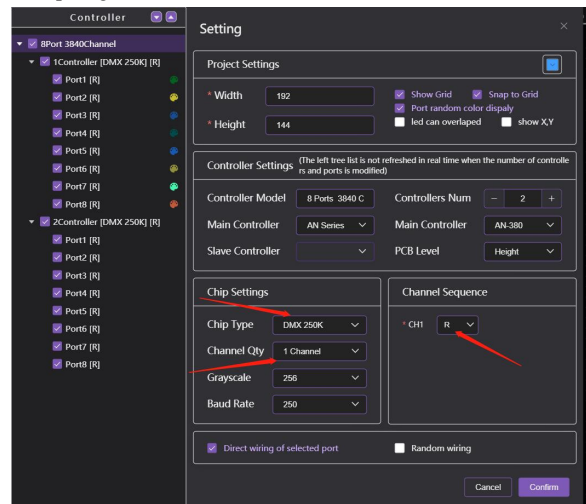 Controller
8Port 3840Channel
1Controller [DMX 250K] [R]
Port1 [R]
Port2 [R]
Port3 [R]
Port4 [R]
Port5 [R]
Port6 [R]
Port7 [R]
Port8 [R]
2Controller [DMX 250K] [R]
Port1 [R]
Port2 [R]
Port3 [R]
Port4 [R]
Port5 [R]
Port6 [R]
Port7 [R]
Port8 [R]
Setting
Project Settings
* Width 192 Show Grid Snap to Grid
Port random color dispaly
* Height 144 led can overlaped show X,Y
Controller Settings (The left tree list is not refreshed in real time when the number of controlle
rs and ports is modified)
Controller Model 8 Ports 3840 C Controllers Num - 2 +
Main Controller AN Series Main Controller AN-380
Slave Controller PCB Level Height
Chip Settings
Chip Type DMX 250K
Channel Qty 1 Channel
Grayscale 256
Baud Rate 250
Channel Sequence
* CH1 R
Direct wiring of selected port Random wiring
Cancel Confirm